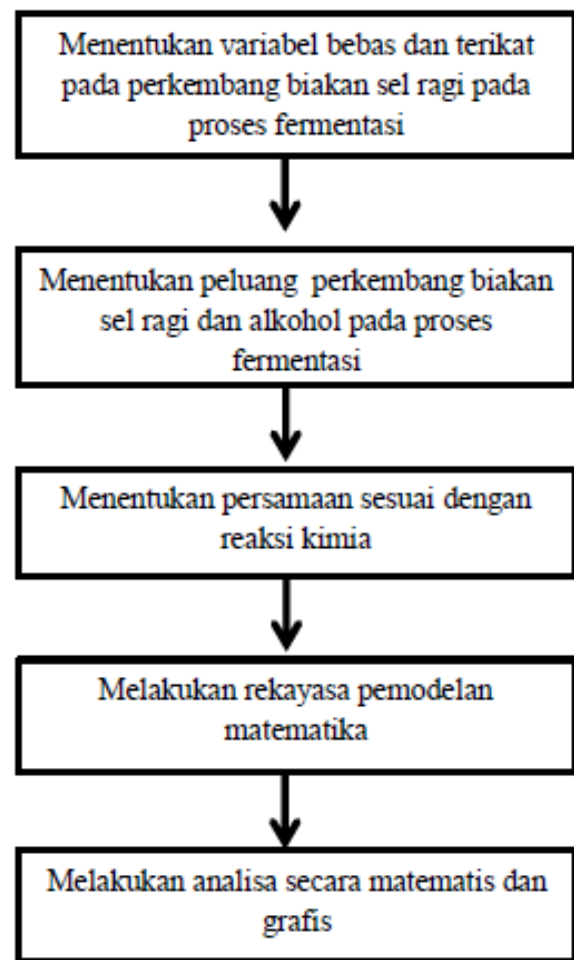 Menentukan variabel bebas dan terikat
pada perkembang biakan sel ragi pada
proses fermentasi
Menentukan peluang perkembang biakan
sel ragi dan alkohol pada proses
fermentasi
Menentukan persamaan sesuai dengan
reaksi kimia
Melakukan rekayasa pemodelan
matematika
Melakukan analisa secara matematis dan
grafis